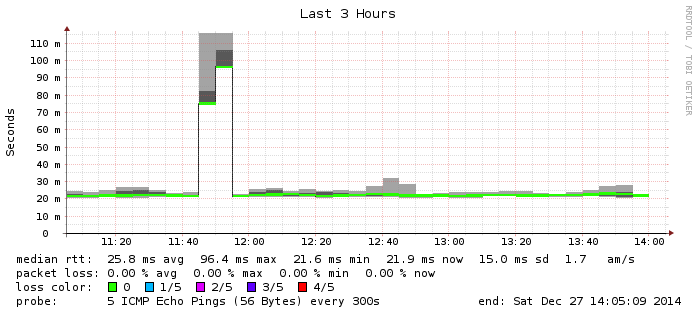 Last 3 Hours
RRDTOOL / TOBI OETIKER
Seconds
110 m
100 m
90 m
80 m
70 m
60 m
50 m
40 m
30 m
20 m
10 m
0
11:20 11:40 12:00 12:20 12:40 13:00 13:20 13:40 14:00
median rtt: 25.8 ms avg 96.4 ms max 21.6 ms min 21.9 ms now 15.0 ms sd 1.7 am/s
packet loss: 0.00 % avg 0.00 % max 0.00 % min 0.00 % now
loss color: 0 1/5 2/5 3/5 4/5
probe: 5 ICMP Echo Pings (56 Bytes) every 300s end: Sat Dec 27 14:05:09 2014